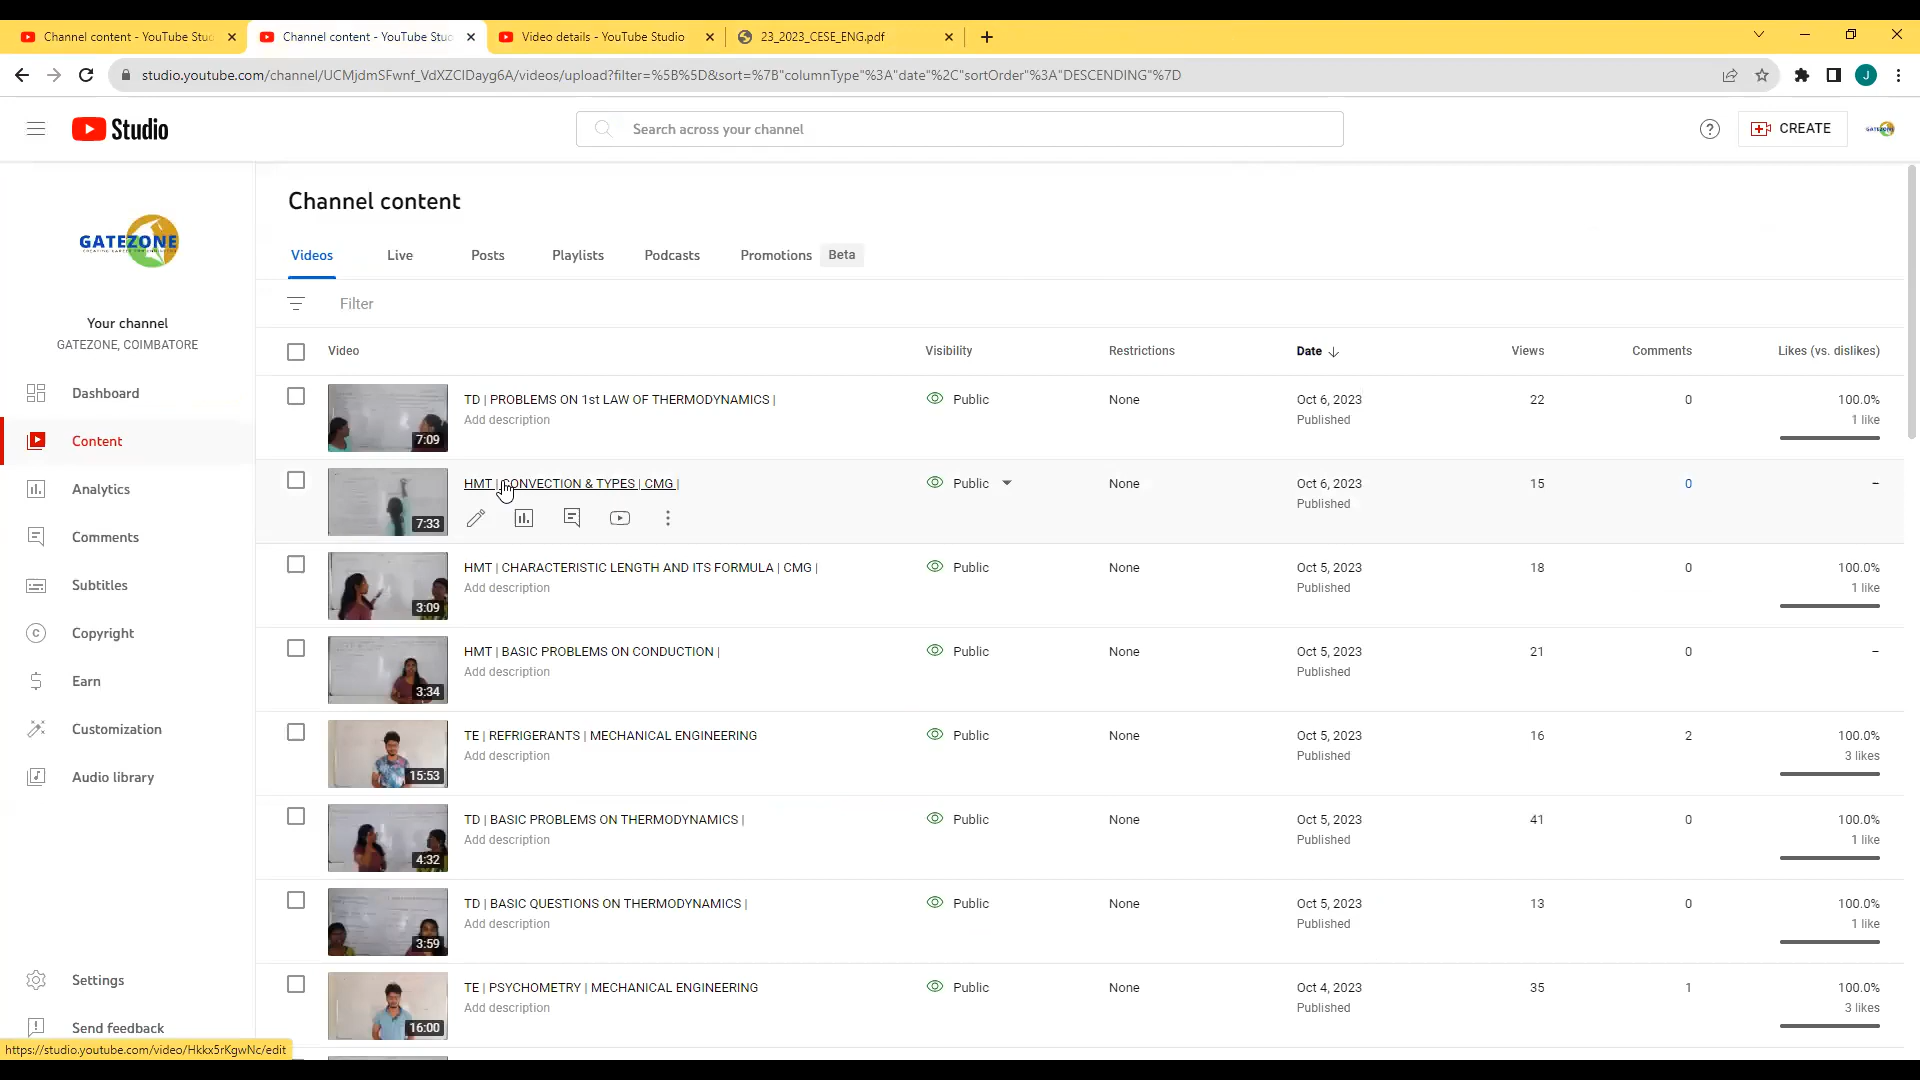 Channel content - YouTube Stu
Channel content - YouTube Stu
Video details - YouTube Studio
23_2023_CESE_ENG.pdf
studio.youtube.com/channel/UCMjdmSFwnf_VdXZCIDayg6A/videos/upload?filter=%5B%5D&sort=%7B"columnType"%3A"date"%2C"sortOrder"%3A"DESCENDING"%7D
J
Studio
Search across your channel
CREATE
GATEZONE
GATEZONE
Your channel
GATEZONE, COIMBATORE
Dashboard
Content
Analytics
Comments
Subtitles
Copyright
Earn
Customization
Audio library
Settings
Send feedback
https://studio.youtube.com/video/Hkkx5rKgwNc/edit
Channel content
Videos Live Posts Playlists Podcasts Promotions Beta
Filter
Video Visibility Restrictions Date Views Comments Likes (vs. dislikes)
TD | PROBLEMS ON 1st LAW OF THERMODYNAMICS | Public None Oct 6, 2023 22 0 100.0%
7:09 Add description Published 1 like
HMT | CONVECTION & TYPES | CMG | Public None Oct 6, 2023 15 0 –
7:33 Published
HMT | CHARACTERISTIC LENGTH AND ITS FORMULA | CMG | Public None Oct 5, 2023 18 0 100.0%
3:09 Add description Published 1 like
HMT | BASIC PROBLEMS ON CONDUCTION | Public None Oct 5, 2023 21 0 –
3:34 Add description Published
TE | REFRIGERANTS | MECHANICAL ENGINEERING Public None Oct 5, 2023 16 2 100.0%
15:53 Add description Published 3 likes
TD | BASIC PROBLEMS ON THERMODYNAMICS | Public None Oct 5, 2023 41 0 100.0%
4:32 Add description Published 1 like
TD | BASIC QUESTIONS ON THERMODYNAMICS | Public None Oct 5, 2023 13 0 100.0%
3:59 Add description Published 1 like
TE | PSYCHOMETRY | MECHANICAL ENGINEERING Public None Oct 4, 2023 35 1 100.0%
16:00 Add description Published 3 likes